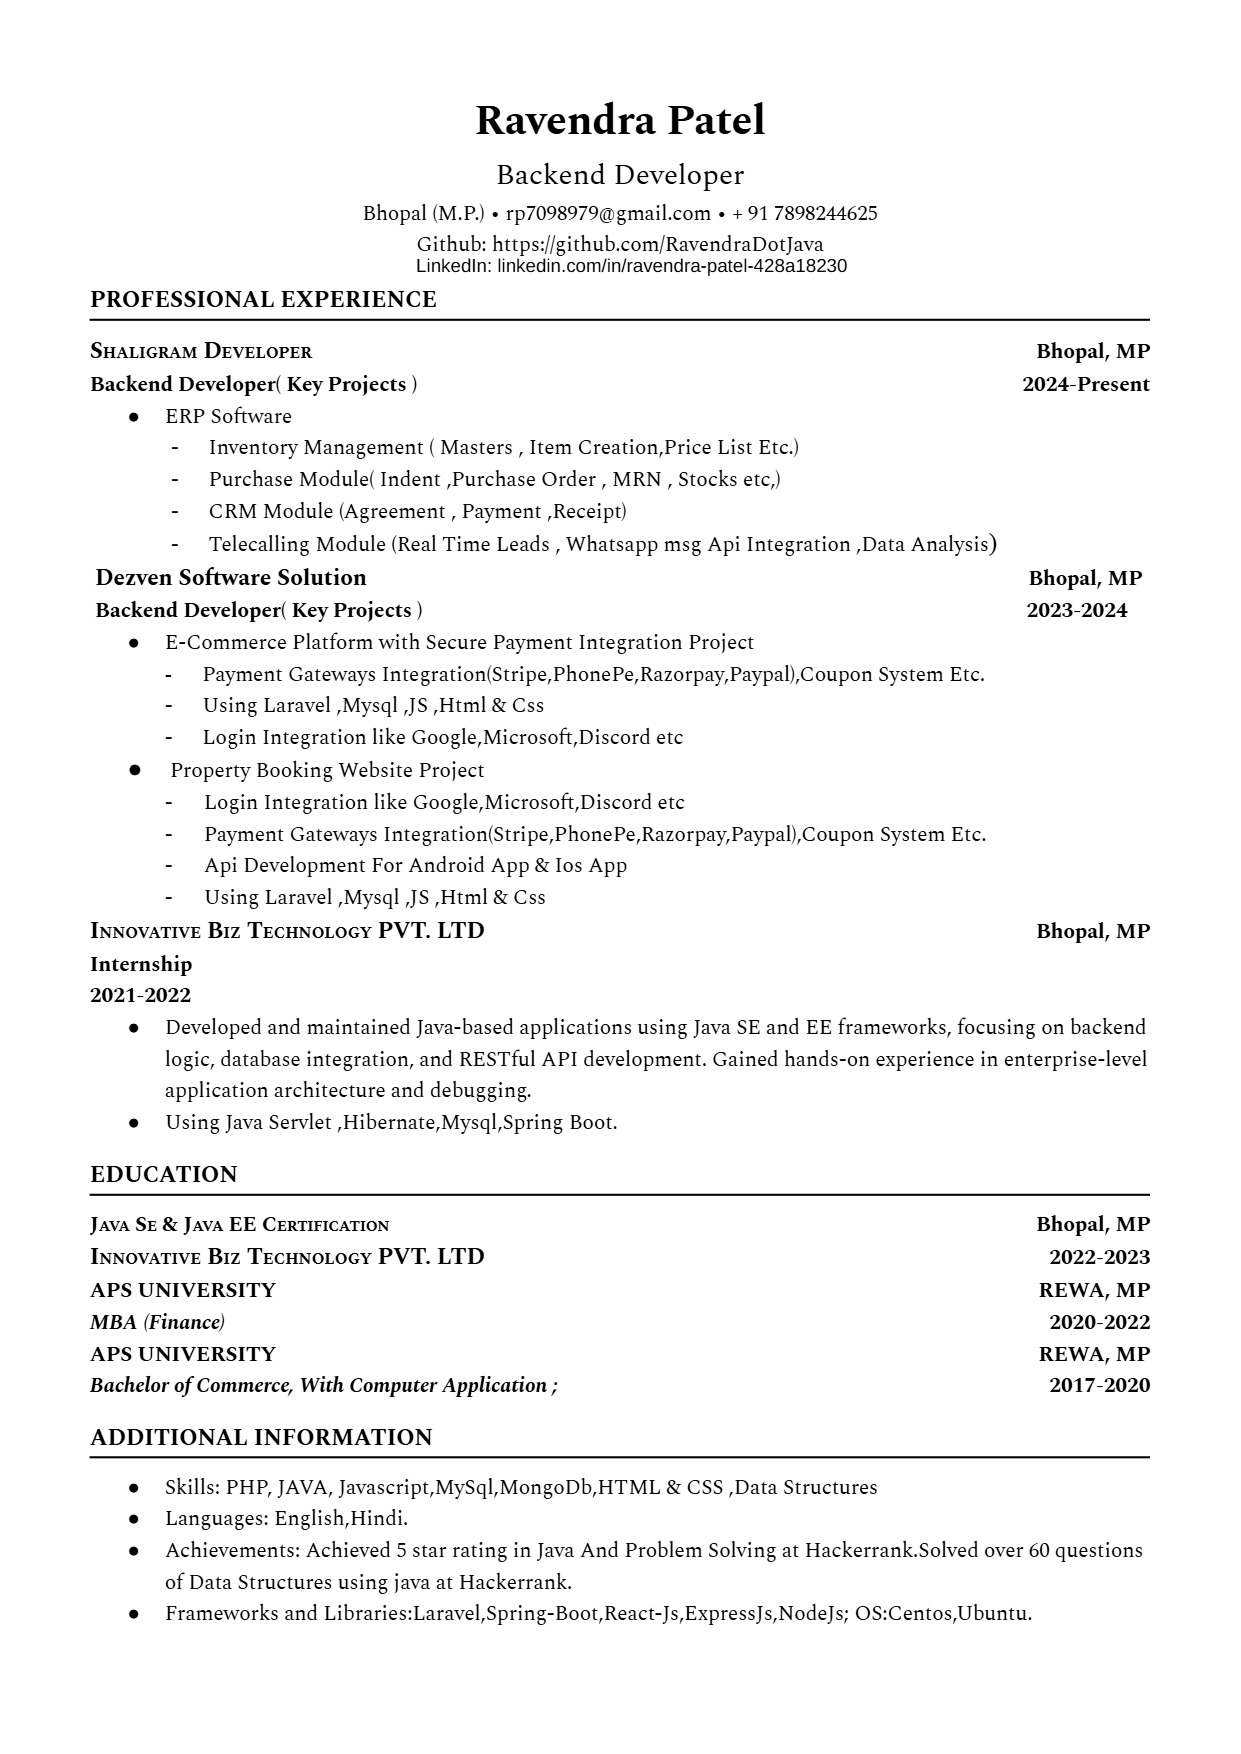 Ravendra Patel
Backend Developer
Bhopal (M.P.) • rp7098979@gmail.com • + 91 7898244625
Github: https://github.com/RavendraDotJava
LinkedIn: linkedin.com/in/ravendra-patel-428a18230
PROFESSIONAL EXPERIENCE
Shaligram Developer Bhopal, MP
Backend Developer( Key Projects ) 2024-Present
● ERP Software
- Inventory Management ( Masters , Item Creation,Price List Etc.)
- Purchase Module( Indent ,Purchase Order , MRN , Stocks etc,)
- CRM Module (Agreement , Payment ,Receipt)
- Telecalling Module (Real Time Leads , Whatsapp msg Api Integration ,Data Analysis)
Dezven Software Solution Bhopal, MP
Backend Developer( Key Projects ) 2023-2024
● E-Commerce Platform with Secure Payment Integration Project
- Payment Gateways Integration(Stripe,PhonePe,Razorpay,Paypal),Coupon System Etc.
- Using Laravel ,Mysql ,JS ,Html & Css
- Login Integration like Google,Microsoft,Discord etc
● Property Booking Website Project
- Login Integration like Google,Microsoft,Discord etc
- Payment Gateways Integration(Stripe,PhonePe,Razorpay,Paypal),Coupon System Etc.
- Api Development For Android App & Ios App
- Using Laravel ,Mysql ,JS ,Html & Css
Innovative Biz Technology PVT. LTD Bhopal, MP
Internship
2021-2022
● Developed and maintained Java-based applications using Java SE and EE frameworks, focusing on backend
logic, database integration, and RESTful API development. Gained hands-on experience in enterprise-level
application architecture and debugging.
● Using Java Servlet ,Hibernate,Mysql,Spring Boot.
EDUCATION
Java Se & Java EE Certification Bhopal, MP
Innovative Biz Technology PVT. LTD 2022-2023
APS UNIVERSITY REWA, MP
MBA (Finance) 2020-2022
APS UNIVERSITY REWA, MP
Bachelor of Commerce, With Computer Application ; 2017-2020
ADDITIONAL INFORMATION
● Skills: PHP, JAVA, Javascript,MySql,MongoDb,HTML & CSS ,Data Structures
● Languages: English,Hindi.
● Achievements: Achieved 5 star rating in Java And Problem Solving at Hackerrank.Solved over 60 questions
of Data Structures using java at Hackerrank.
● Frameworks and Libraries:Laravel,Spring-Boot,React-Js,ExpressJs,NodeJs; OS:Centos,Ubuntu.